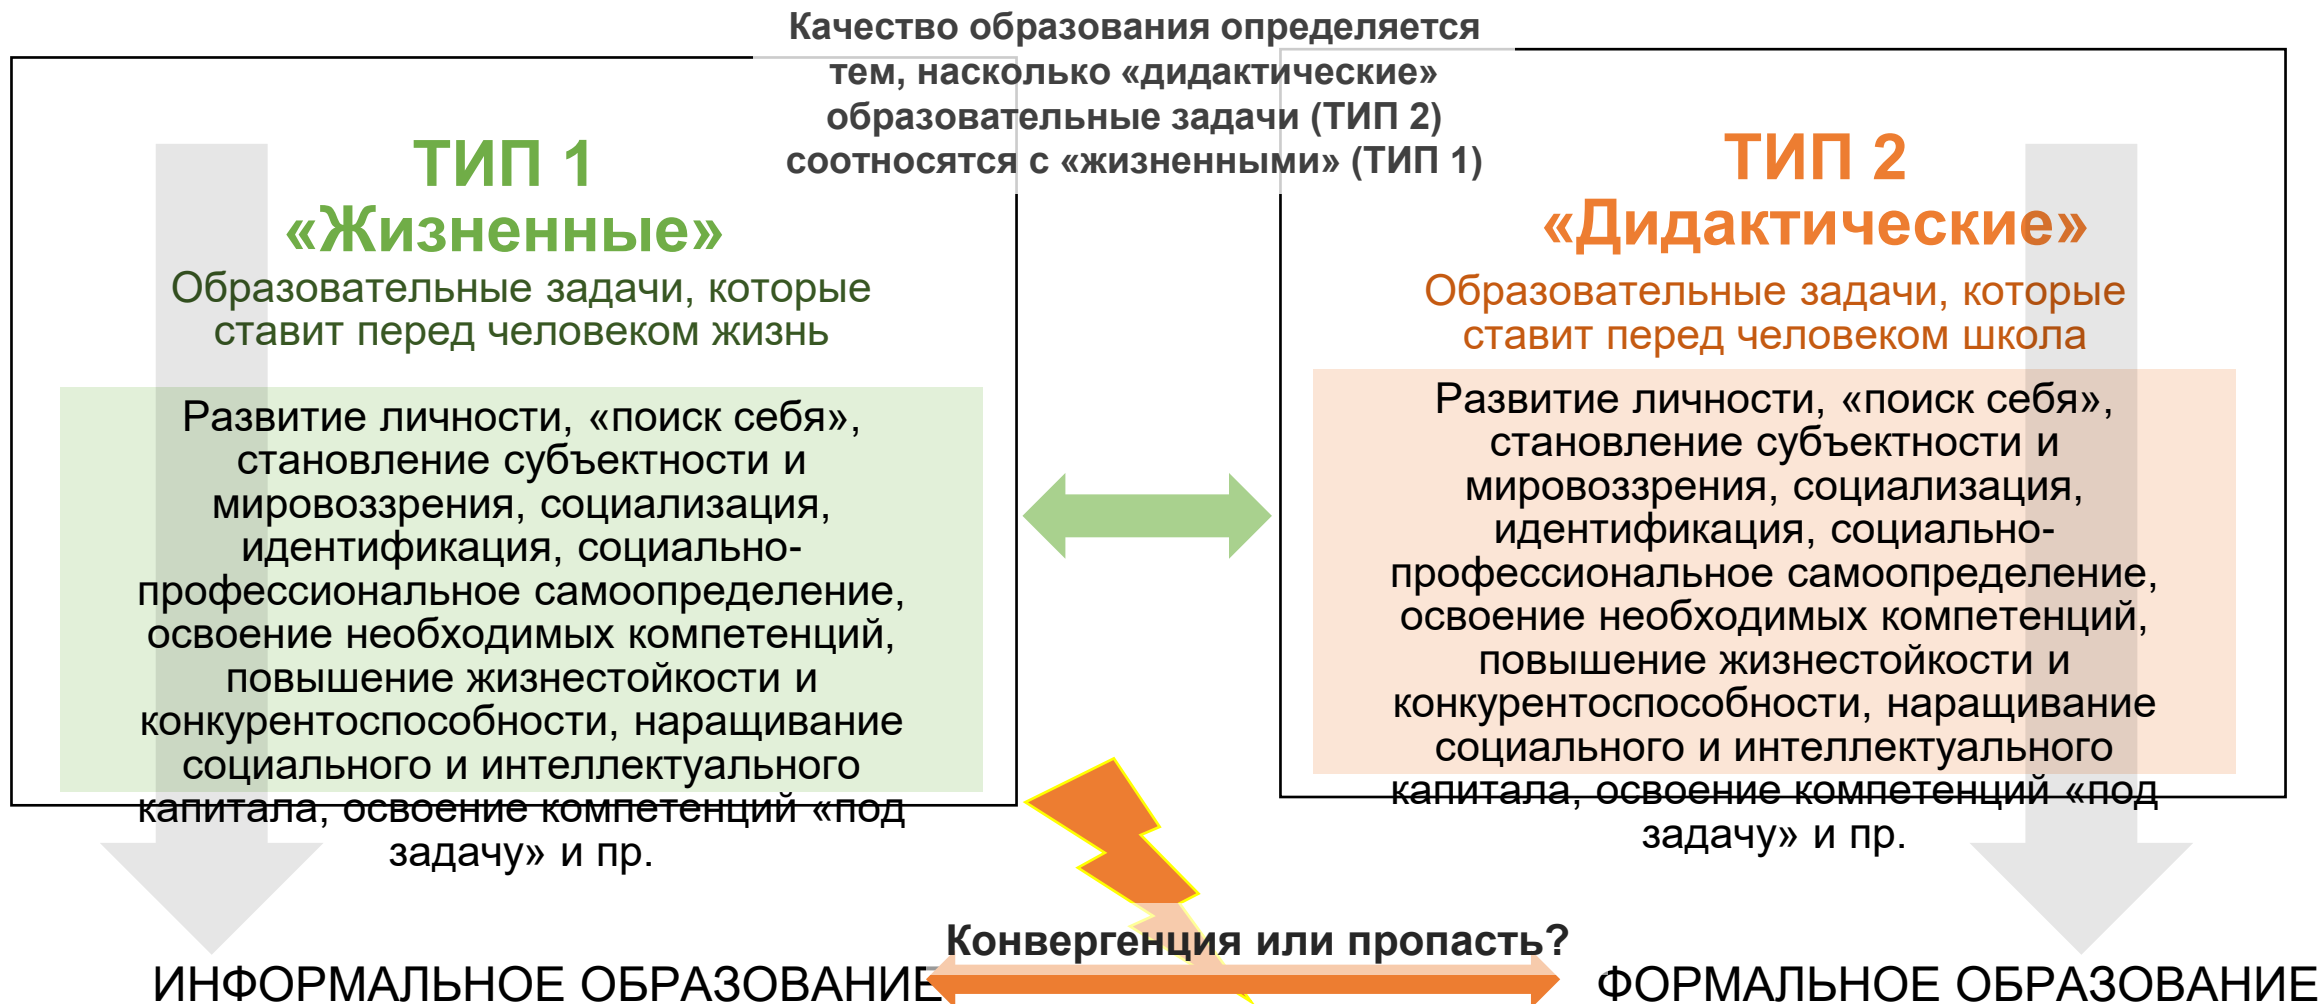 Качество образования определяется
тем, насколько «дидактические»
образовательные задачи (ТИП 2)
соотносятся с «жизненными» (ТИП 1)
ТИП 1
«Жизненные»
Образовательные задачи, которые
ставит перед человеком жизнь
Развитие личности, «поиск себя»,
становление субъектности и
мировоззрения, социализация,
идентификация, социально-
профессиональное самоопределение,
освоение необходимых компетенций,
повышение жизнестойкости и
конкурентоспособности, наращивание
социального и интеллектуального
капитала, освоение компетенций «под
задачу» и пр.
ТИП 2
«Дидактические»
Образовательные задачи, которые
ставит перед человеком школа
Развитие личности, «поиск себя»,
становление субъектности и
мировоззрения, социализация,
идентификация, социально-
профессиональное самоопределение,
освоение необходимых компетенций,
повышение жизнестойкости и
конкурентоспособности, наращивание
социального и интеллектуального
капитала, освоение компетенций «под
задачу» и пр.
Конвергенция или пропасть?
ИНФОРМАЛЬНОЕ ОБРАЗОВАНИЕ
ФОРМАЛЬНОЕ ОБРАЗОВАНИЕ